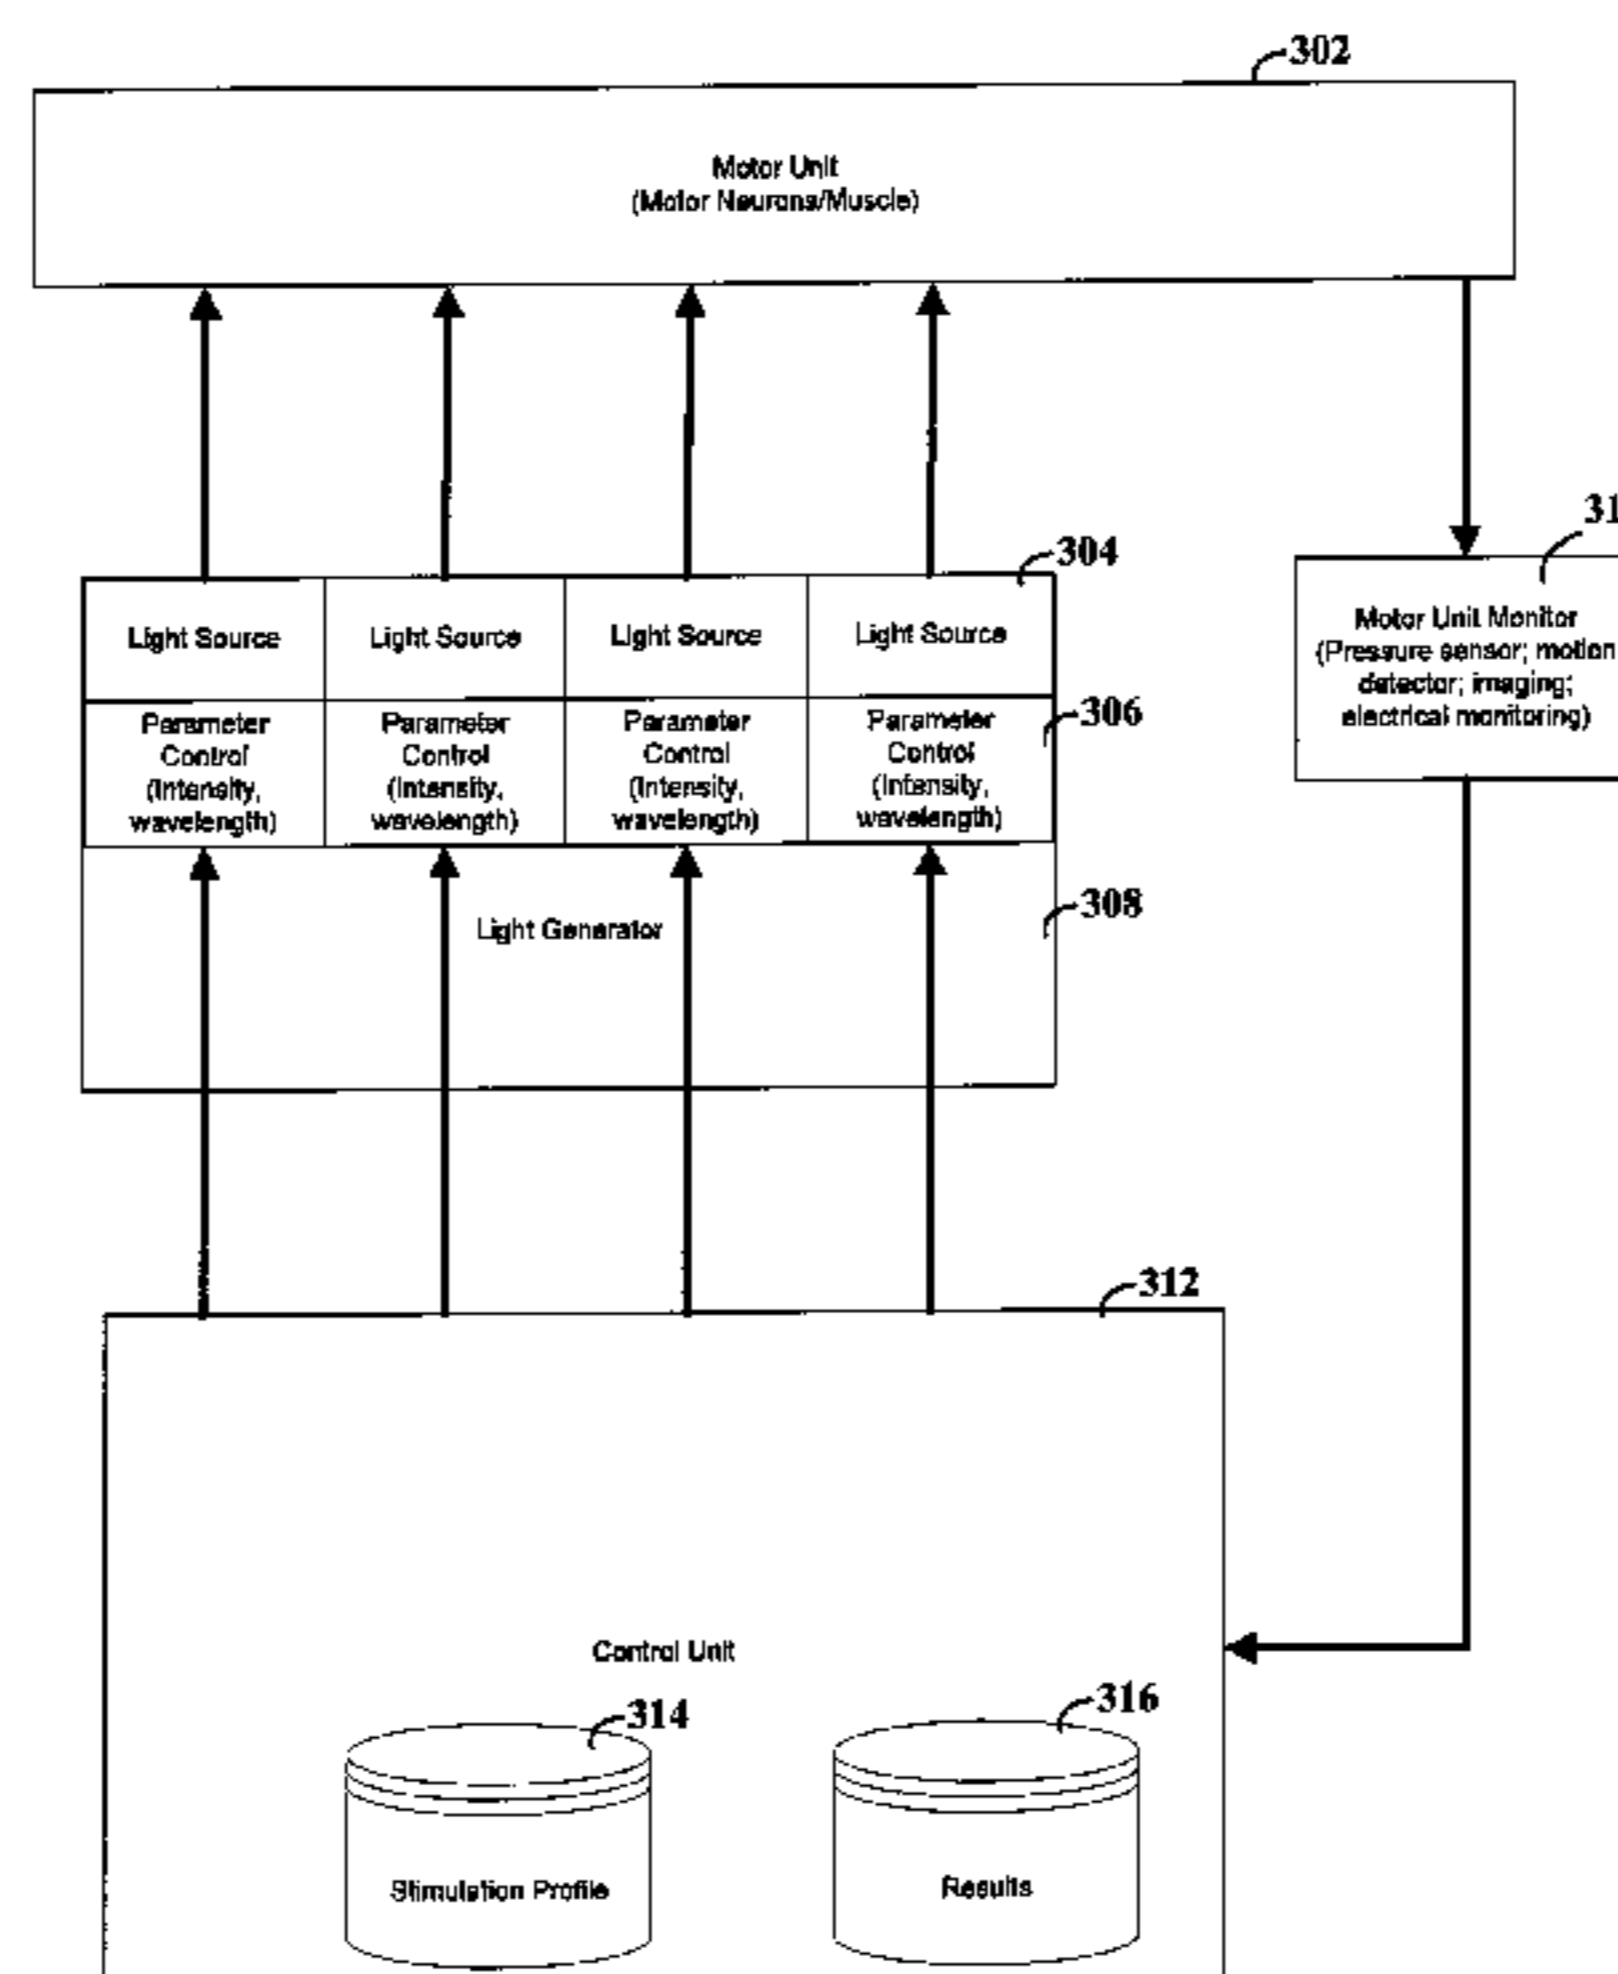 302
Motor Unit
(Motor Neurons/Muscle)
304
Light Source
Light Source
Light Source
Light Source
306
Parameter
Control
(Intensity,
wavelength)
Parameter
Control
(Intensity,
wavelength)
Parameter
Control
(Intensity,
wavelength)
Parameter
Control
(Intensity,
wavelength)
308
Light Generator
31
Motor Unit Monitor
(Pressure sensor; motion
detector; imaging;
electrical monitoring)
312
Control Unit
314
Stimulation Profile
316
Results